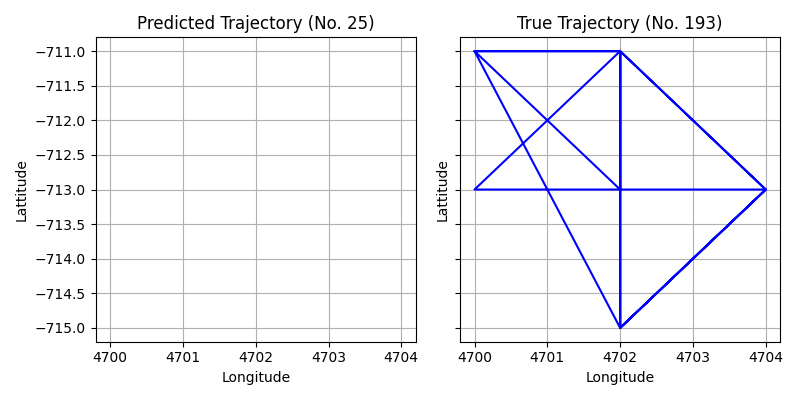 Predicted Trajectory (No. 25)
True Trajectory (No. 193)
−711.0
−711.5
−712.0
−712.5
−713.0
−713.5
−714.0
−714.5
−715.0
Lattitude
Lattitude
4700 4701 4702 4703 4704
4700 4701 4702 4703 4704
Longitude
Longitude